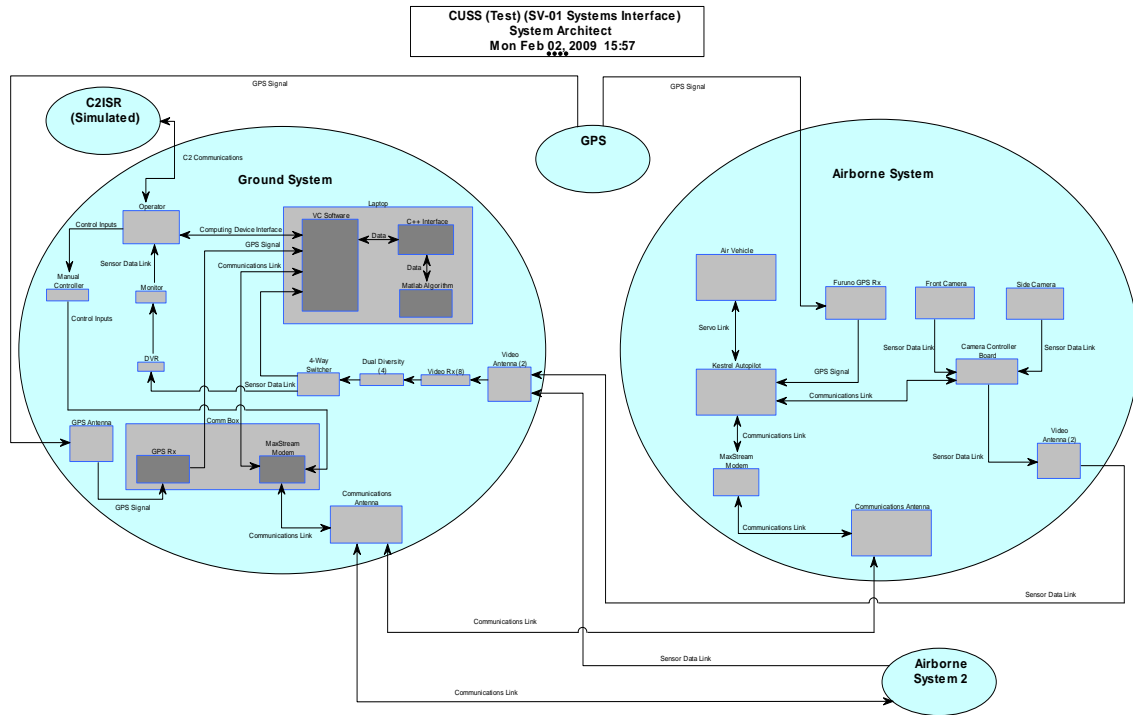 CUSS (Test) (SV-01 Systems Interface)
System Architect
Mon Feb 02, 2009 15:57
GPS Signal
GPS Signal
C2ISR
(Simulated)
GPS
C2 Communications
Ground System
Airborne System
Operator
Laptop
VC Software
C++ Interface
Control Inputs
Computing Device Interface
GPS Signal
Data
Sensor Data Link
Communications Link
Data
Manual
Controller
Monitor
Matlab Algorithm
Control Inputs
Air Vehicle
Furuno GPS Rx
Front Camera
Side Camera
Servo Link
Sensor Data Link
Camera Controller
Board
Sensor Data Link
DVR
4-Way
Switcher
Dual Diversity
(4)
Video Rx (8)
Video
Antenna (2)
Sensor Data Link
Kestrel Autopilot
GPS Signal
Communications Link
GPS Antenna
Comm Box
GPS Rx
MaxStream
Modem
GPS Signal
Communications Link
MaxStream
Modem
Sensor Data Link
Video
Antenna (2)
Communications
Antenna
Communications Link
Communications Link
Communications Antenna
Sensor Data Link
Communications Link
Sensor Data Link
Airborne
System 2
Communications Link